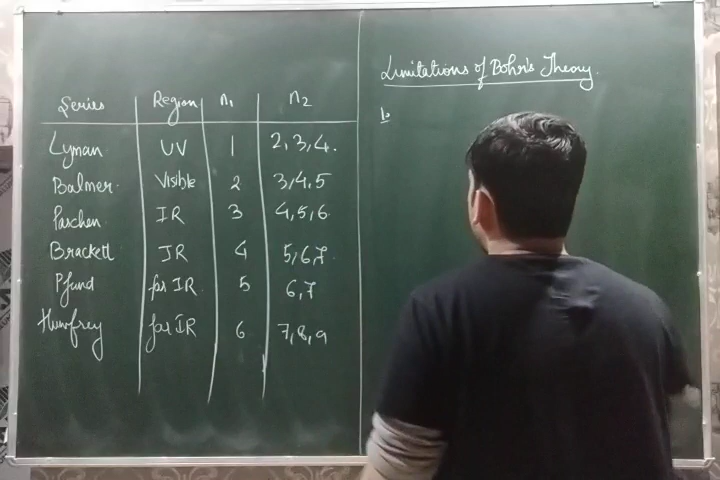 Series Region n₁ n₂
Lyman UV 1 2, 3, 4.
Balmer. Visible 2 3, 4, 5
Paschen IR 3 4, 5, 6.
Brackett IR 4 5, 6, 7.
Pfund far IR 5 6, 7
Humfrey far IR 6 7, 8, 9
Limitations of Bohr's Theory.
1.